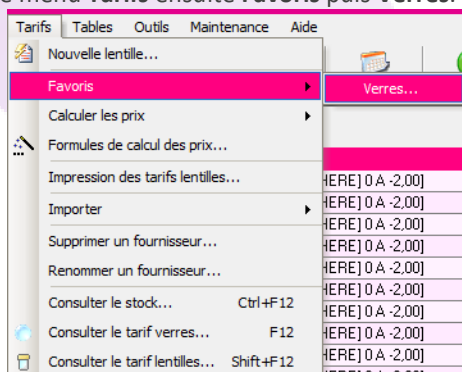 e menu Tarifs ensuite Favoris puis Verres.
Tarifs Tables Outils Maintenance Aide
Nouvelle lentille...
Favoris
Verres...
Calculer les prix
Formules de calcul des prix...
Impression des tarifs lentilles...
HERE] 0 A -2,00]
HERE] 0 A -2,00]
Importer
HERE] 0 A -2,00]
HERE] 0 A -2,00]
Supprimer un fournisseur...
HERE] 0 A -2,00]
Renommer un fournisseur...
HERE] 0 A -2,00]
HERE] 0 A -2,00]
Consulter le stock... Ctrl+F12
HERE] 0 A -2,00]
Consulter le tarif verres... F12
HERE] 0 A -2,00]
HERE] 0 A -2,00]
Consulter le tarif lentilles... Shift+F12